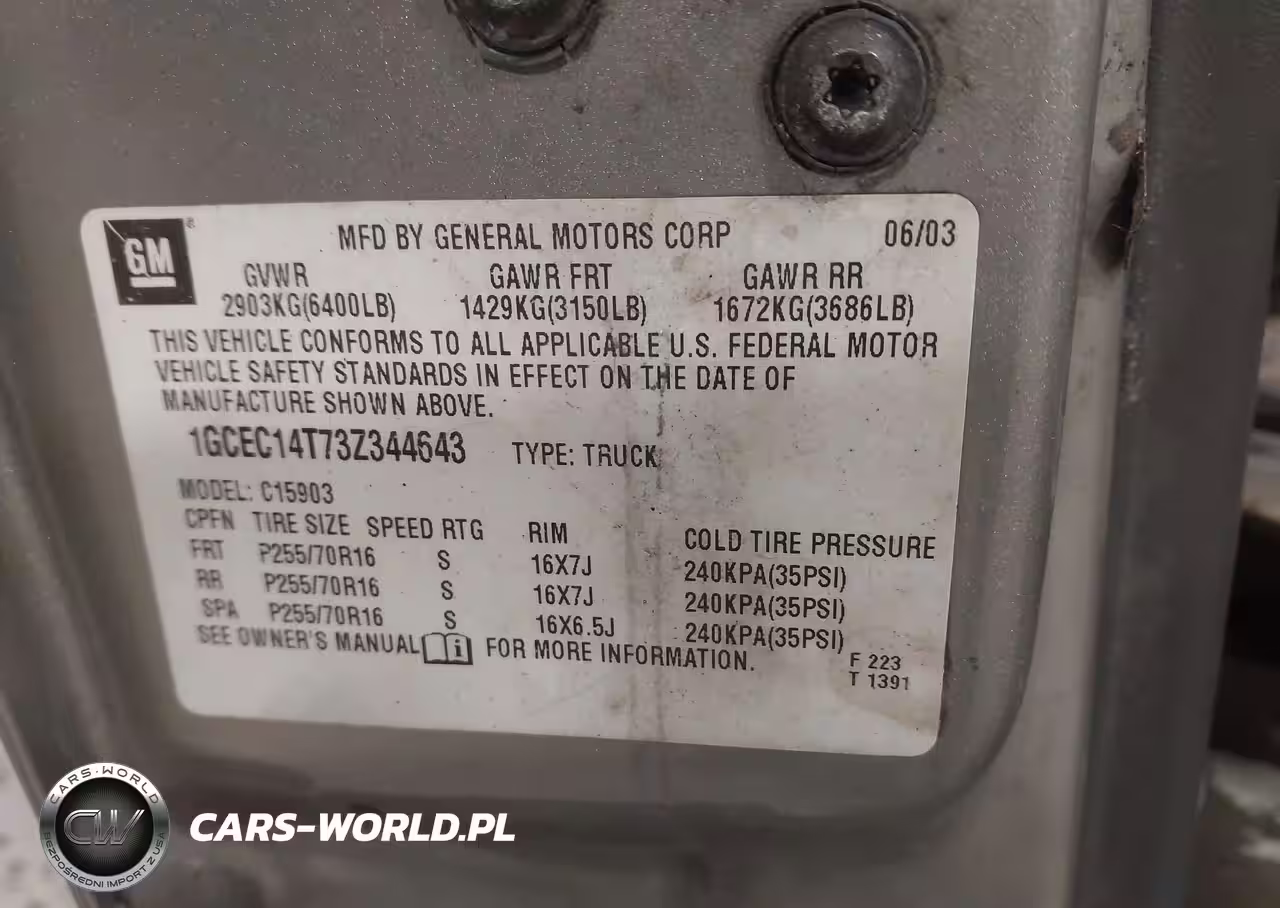 GM ®
MFD BY GENERAL MOTORS CORP 06/03
GVWR GAWR FRT GAWR RR
2903KG(6400LB) 1429KG(3150LB) 1672KG(3686LB)
THIS VEHICLE CONFORMS TO ALL APPLICABLE U.S. FEDERAL MOTOR
VEHICLE SAFETY STANDARDS IN EFFECT ON THE DATE OF
MANUFACTURE SHOWN ABOVE.
1GCEC14T73Z344643 TYPE: TRUCK
MODEL: C15903
CPFN TIRE SIZE SPEED RTG RIM COLD TIRE PRESSURE
FRT P255/70R16 S 16X7J 240KPA(35PSI)
RR P255/70R16 S 16X7J 240KPA(35PSI)
SPA P255/70R16 S 16X6.5J 240KPA(35PSI)
SEE OWNER'S MANUAL i FOR MORE INFORMATION.
F 223
T 1391
CARS-WORLD
CW
BEZPOŚREDNI IMPORT Z USA
CARS-WORLD.PL